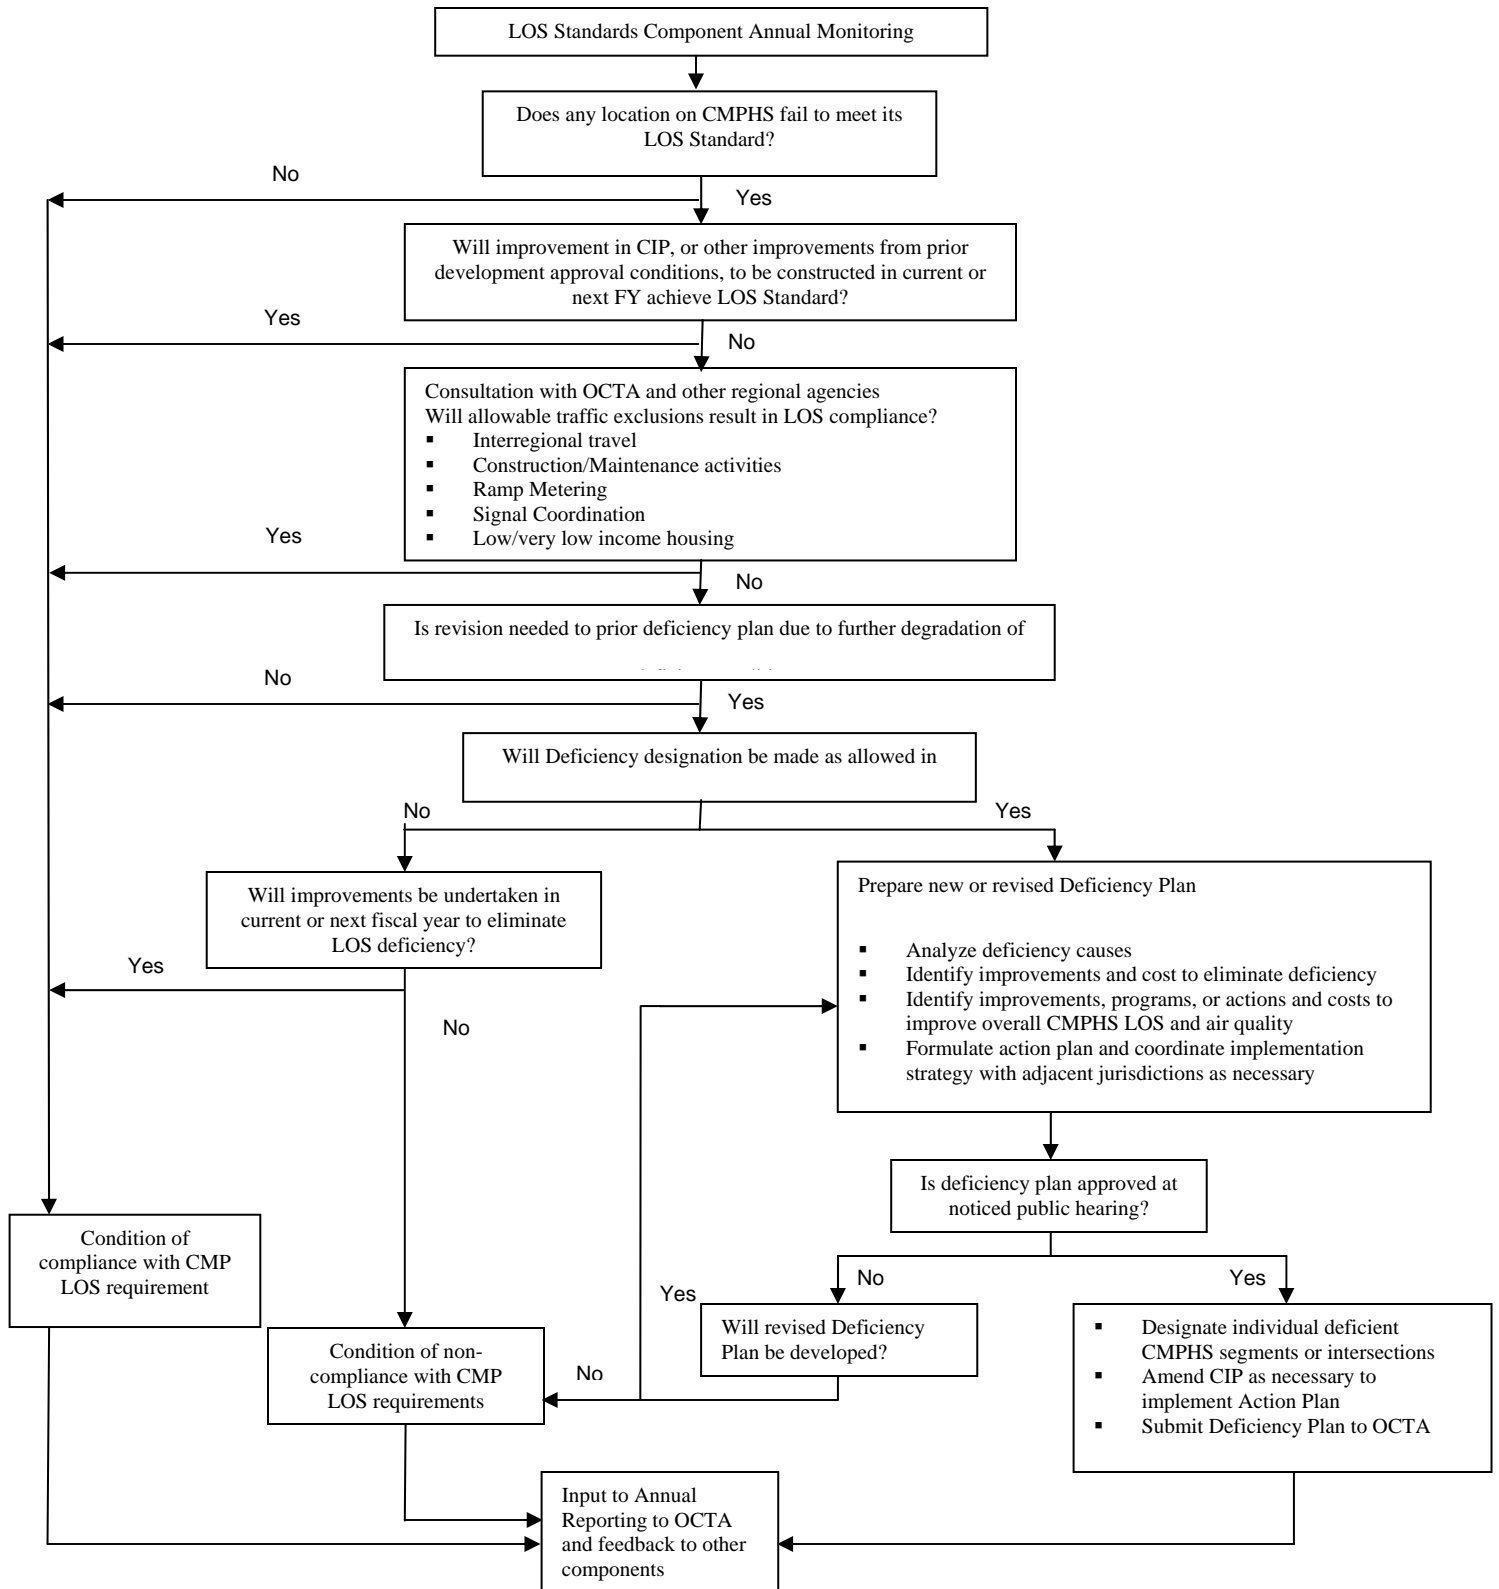 LOS Standards Component Annual Monitoring
Does any location on CMPHS fail to meet its
LOS Standard?
No
Yes
Will improvement in CIP, or other improvements from prior
development approval conditions, to be constructed in current or
next FY achieve LOS Standard?
Yes
No
Consultation with OCTA and other regional agencies
Will allowable traffic exclusions result in LOS compliance?
▪ Interregional travel
▪ Construction/Maintenance activities
▪ Ramp Metering
▪ Signal Coordination
▪ Low/very low income housing
Yes
No
Is revision needed to prior deficiency plan due to further degradation of
No
Yes
Will Deficiency designation be made as allowed in
No
Yes
Will improvements be undertaken in
current or next fiscal year to eliminate
LOS deficiency?
Yes
No
Prepare new or revised Deficiency Plan
▪ Analyze deficiency causes
▪ Identify improvements and cost to eliminate deficiency
▪ Identify improvements, programs, or actions and costs to
improve overall CMPHS LOS and air quality
▪ Formulate action plan and coordinate implementation
strategy with adjacent jurisdictions as necessary
Is deficiency plan approved at
noticed public hearing?
No
Yes
Condition of
compliance with CMP
LOS requirement
Yes
Will revised Deficiency
Plan be developed?
No
Condition of non-
compliance with CMP
LOS requirements
▪ Designate individual deficient
CMPHS segments or intersections
▪ Amend CIP as necessary to
implement Action Plan
▪ Submit Deficiency Plan to OCTA
Input to Annual
Reporting to OCTA
and feedback to other
components